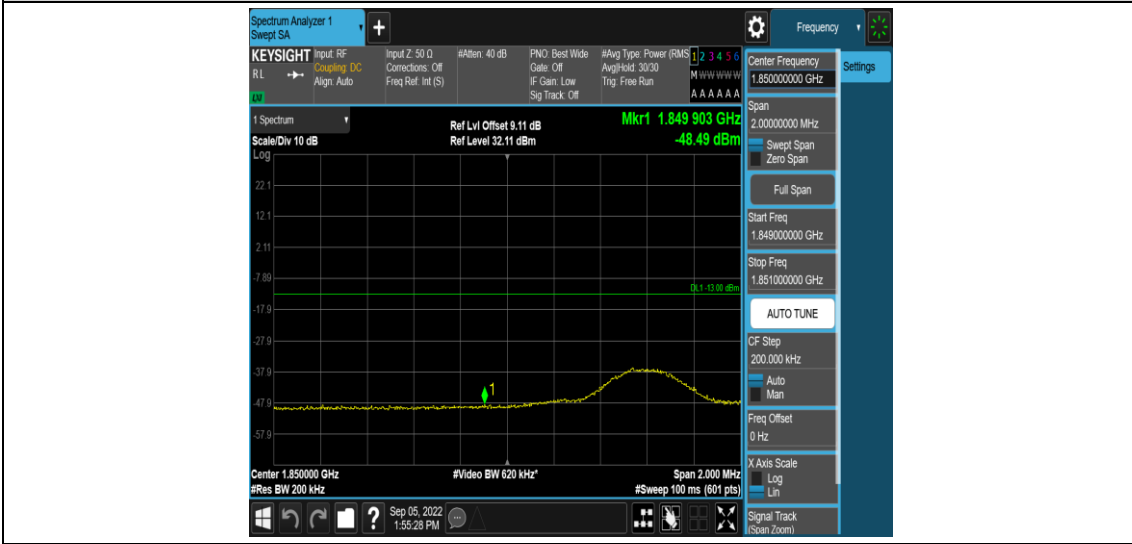 Spectrum Analyzer 1
Swept SA
+
Frequency
KEYSIGHT
RL
Input: RF
Coupling: DC
Align: Auto
Input Z: 50 Ω
Corrections: Off
Freq Ref: Int (S)
#Atten: 40 dB
PNO: Best Wide
Gate: Off
IF Gain: Low
Sig Track: Off
#Avg Type: Power (RMS
Avg|Hold: 30/30
Trig: Free Run
1 2 3 4 5 6
M W W W W W
A A A A A A
1 Spectrum
Scale/Div 10 dB
Log
Ref Lvl Offset 9.11 dB
Ref Level 32.11 dBm
Mkr1 1.849 903 GHz
-48.49 dBm
22.1
12.1
2.11
-7.89
DL1 -13.00 dBm
-17.9
-27.9
-37.9
1
-47.9
-57.9
Center 1.850000 GHz
#Res BW 200 kHz
#Video BW 620 kHz*
Span 2.000 MHz
#Sweep 100 ms (601 pts)
?
Sep 05, 2022
1:55:28 PM
Center Frequency
1.850000000 GHz
Settings
Span
2.00000000 MHz
Swept Span
Zero Span
Full Span
Start Freq
1.849000000 GHz
Stop Freq
1.851000000 GHz
AUTO TUNE
CF Step
200.000 kHz
Auto
Man
Freq Offset
0 Hz
X Axis Scale
Log
Lin
Signal Track
(Span Zoom)